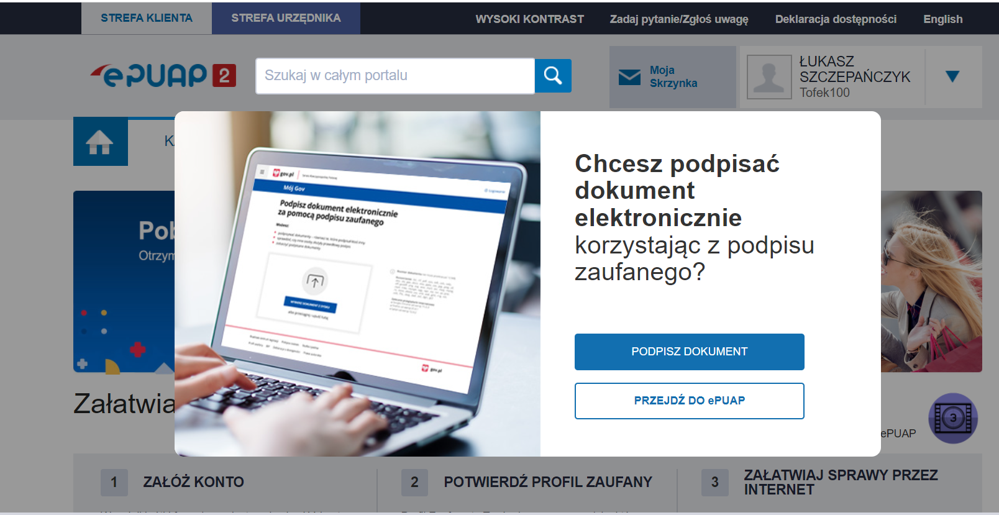 STREFA KLIENTA
STREFA URZĘDNIKA
WYSOKI KONTRAST
Zadaj pytanie/Zgłoś uwagę
Deklaracja dostępności
English
ePUAP 2
Szukaj w całym portalu
Moja
Skrzynka
ŁUKASZ
SZCZEPAŃCZYK
Tofek100
K
Pob
Otrzym
gov.pl
Mój Gov
Podpisz dokument elektronicznie
za pomocą podpisu zaufanego
gov.pl
Chcesz podpisać
dokument
elektronicznie
korzystając z podpisu
zaufanego?
PODPISZ DOKUMENT
PRZEJDŹ DO ePUAP
Załatwia
ePUAP
3
1 ZAŁÓŻ KONTO
2 POTWIERDŹ PROFIL ZAUFANY
3 ZAŁATWIAJ SPRAWY PRZEZ
INTERNET